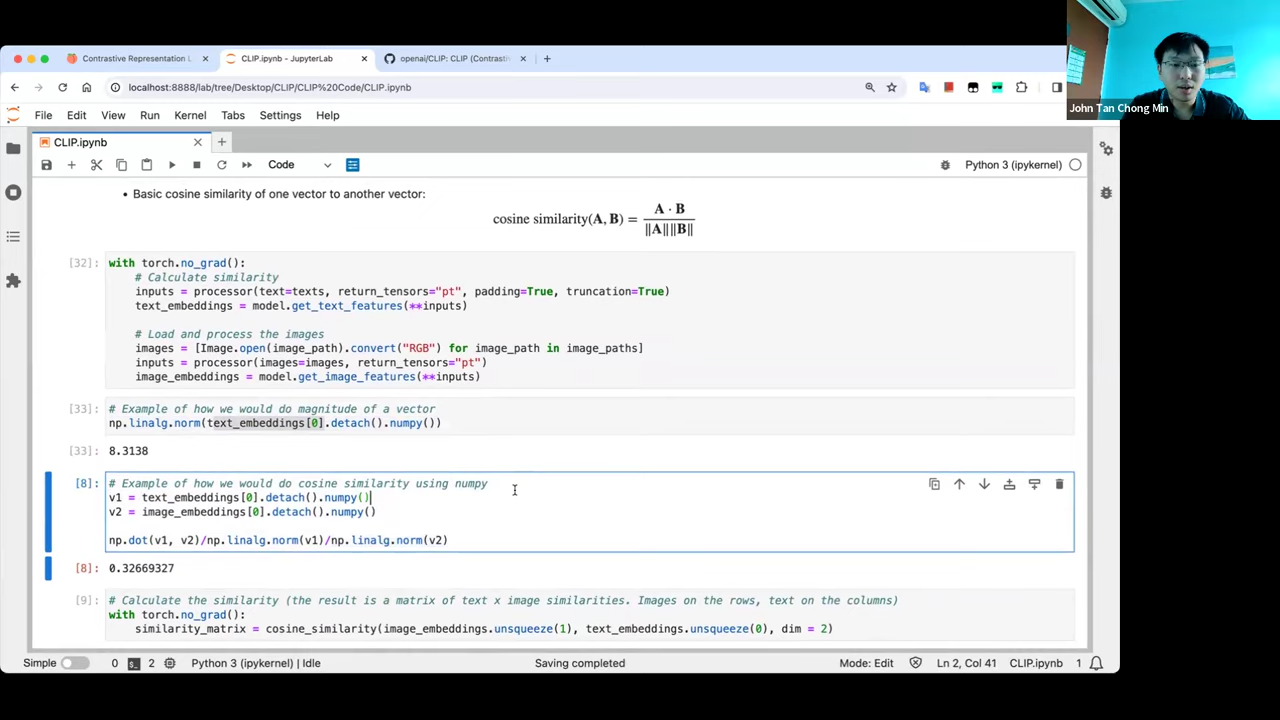 Contrastive Representation L
CLIP.ipynb - JupyterLab
openai/CLIP: CLIP (Contrasti
localhost:8888/lab/tree/Desktop/CLIP/CLIP%20Code/CLIP.ipynb
John Tan Chong Min
File Edit View Run Kernel Tabs Settings Help
CLIP.ipynb
Code
Python 3 (ipykernel)
• Basic cosine similarity of one vector to another vector:
cosine similarity(A, B) = A · B / ‖A‖‖B‖
[32]: with torch.no_grad():
# Calculate similarity
inputs = processor(text=texts, return_tensors="pt", padding=True, truncation=True)
text_embeddings = model.get_text_features(**inputs)
# Load and process the images
images = [Image.open(image_path).convert("RGB") for image_path in image_paths]
inputs = processor(images=images, return_tensors="pt")
image_embeddings = model.get_image_features(**inputs)
[33]: # Example of how we would do magnitude of a vector
np.linalg.norm(text_embeddings[0].detach().numpy())
[33]: 8.3138
[8]: # Example of how we would do cosine similarity using numpy
v1 = text_embeddings[0].detach().numpy()
v2 = image_embeddings[0].detach().numpy()
np.dot(v1, v2)/np.linalg.norm(v1)/np.linalg.norm(v2)
[8]: 0.32669327
[9]: # Calculate the similarity (the result is a matrix of text x image similarities. Images on the rows, text on the columns)
with torch.no_grad():
similarity_matrix = cosine_similarity(image_embeddings.unsqueeze(1), text_embeddings.unsqueeze(0), dim = 2)
Simple 0 2 Python 3 (ipykernel) | Idle Saving completed Mode: Edit Ln 2, Col 41 CLIP.ipynb 1